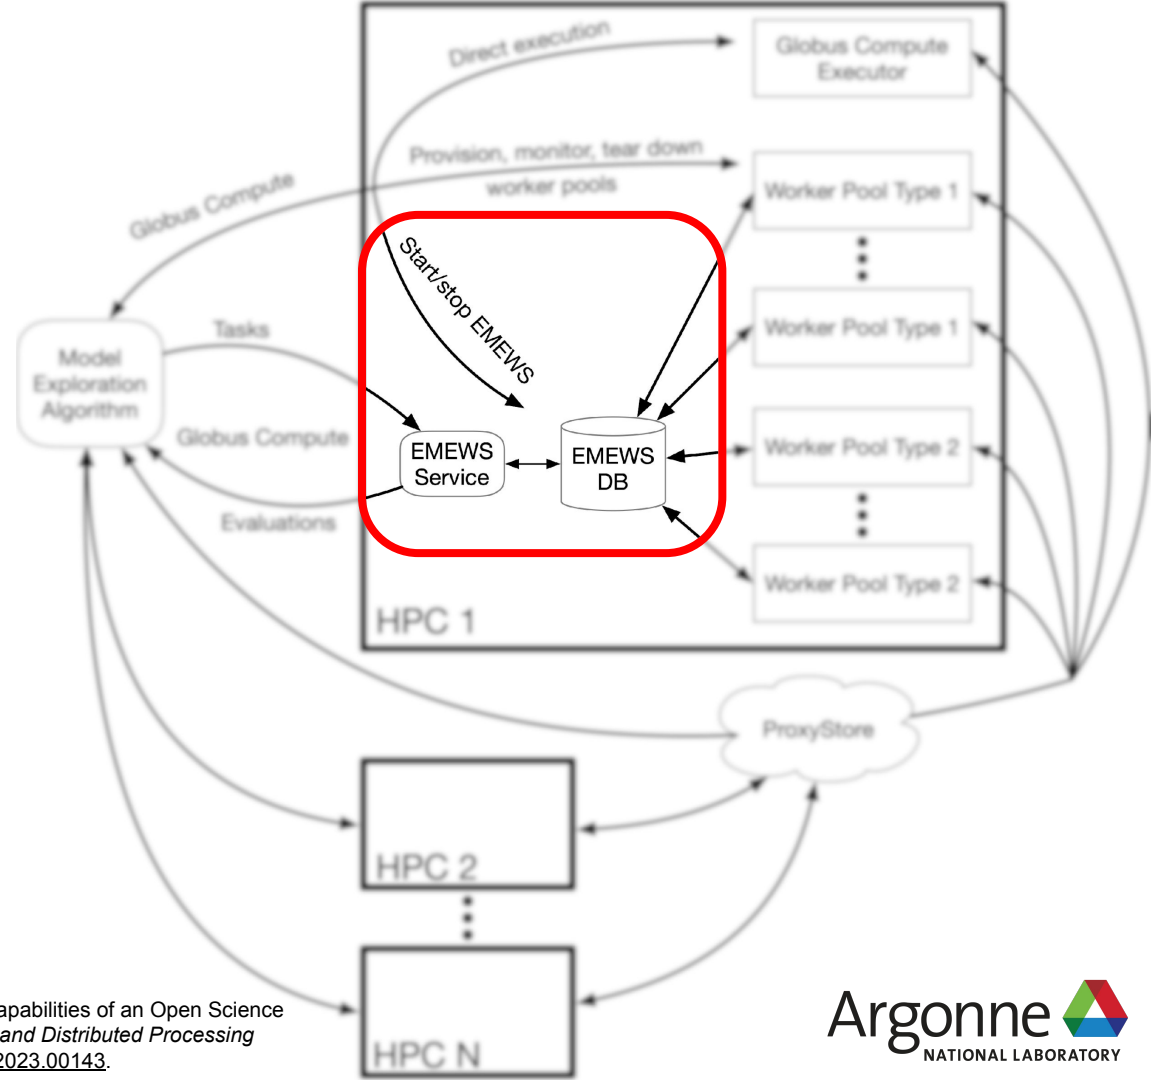 Direct execution
Globus Compute
Executor
Provision, monitor, tear down
worker pools
Globus Compute
Worker Pool Type 1
Start/stop EMEWS
Tasks
Worker Pool Type 1
Model
Exploration
Algorithm
Globus Compute
EMEWS
Service
EMEWS
DB
Worker Pool Type 2
Evaluations
Worker Pool Type 2
HPC 1
ProxyStore
HPC 2
HPC N
apabilities of an Open Science
and Distributed Processing
2023.00143.
Argonne
NATIONAL LABORATORY